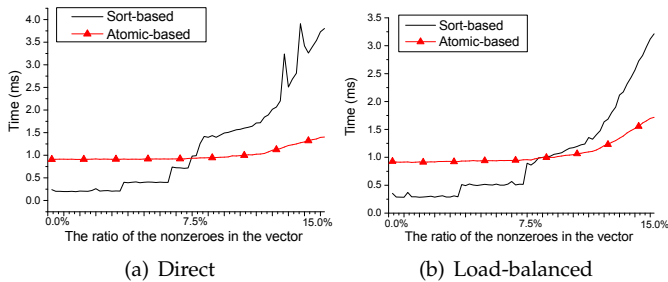 Sort-based
Atomic-based
4.0
3.5
3.0
2.5
2.0
1.5
1.0
0.5
0.0
Time (ms)
0.0%
7.5%
15.0%
The ratio of the nonzeroes in the vector
(a) Direct
Sort-based
Atomic-based
3.5
3.0
2.5
2.0
1.5
1.0
0.5
0.0
Time (ms)
0.0%
7.5%
15.0%
The ratio of the nonzeroes in the vector
(b) Load-balanced